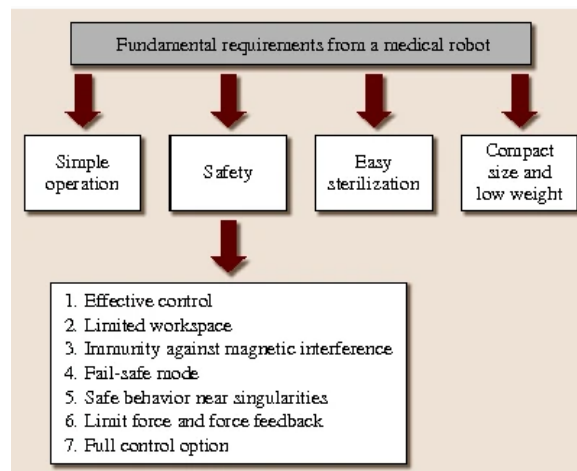 Fundamental requirements from a medical robot
Simple
operation
Safety
Easy
sterilization
Compact
size and
low weight
1. Effective control
2. Limited workspace
3. Immunity against magnetic interference
4. Fail-safe mode
5. Safe behavior near singularities
6. Limit force and force feedback
7. Full control option